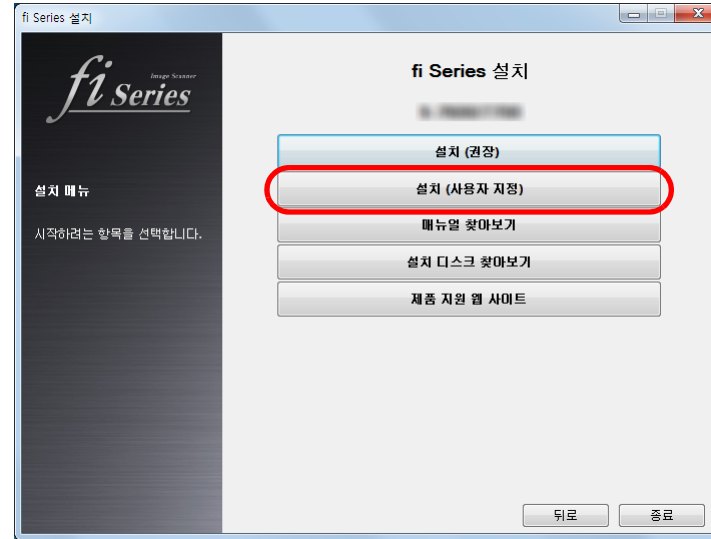 fi Series 설치
fi Series
Image Scanner
설치 메뉴
시작하려는 항목을 선택합니다.
fi Series 설치
설치 (권장)
설치 (사용자 지정)
매뉴얼 찾아보기
설치 디스크 찾아보기
제품 지원 웹 사이트
뒤로
종료